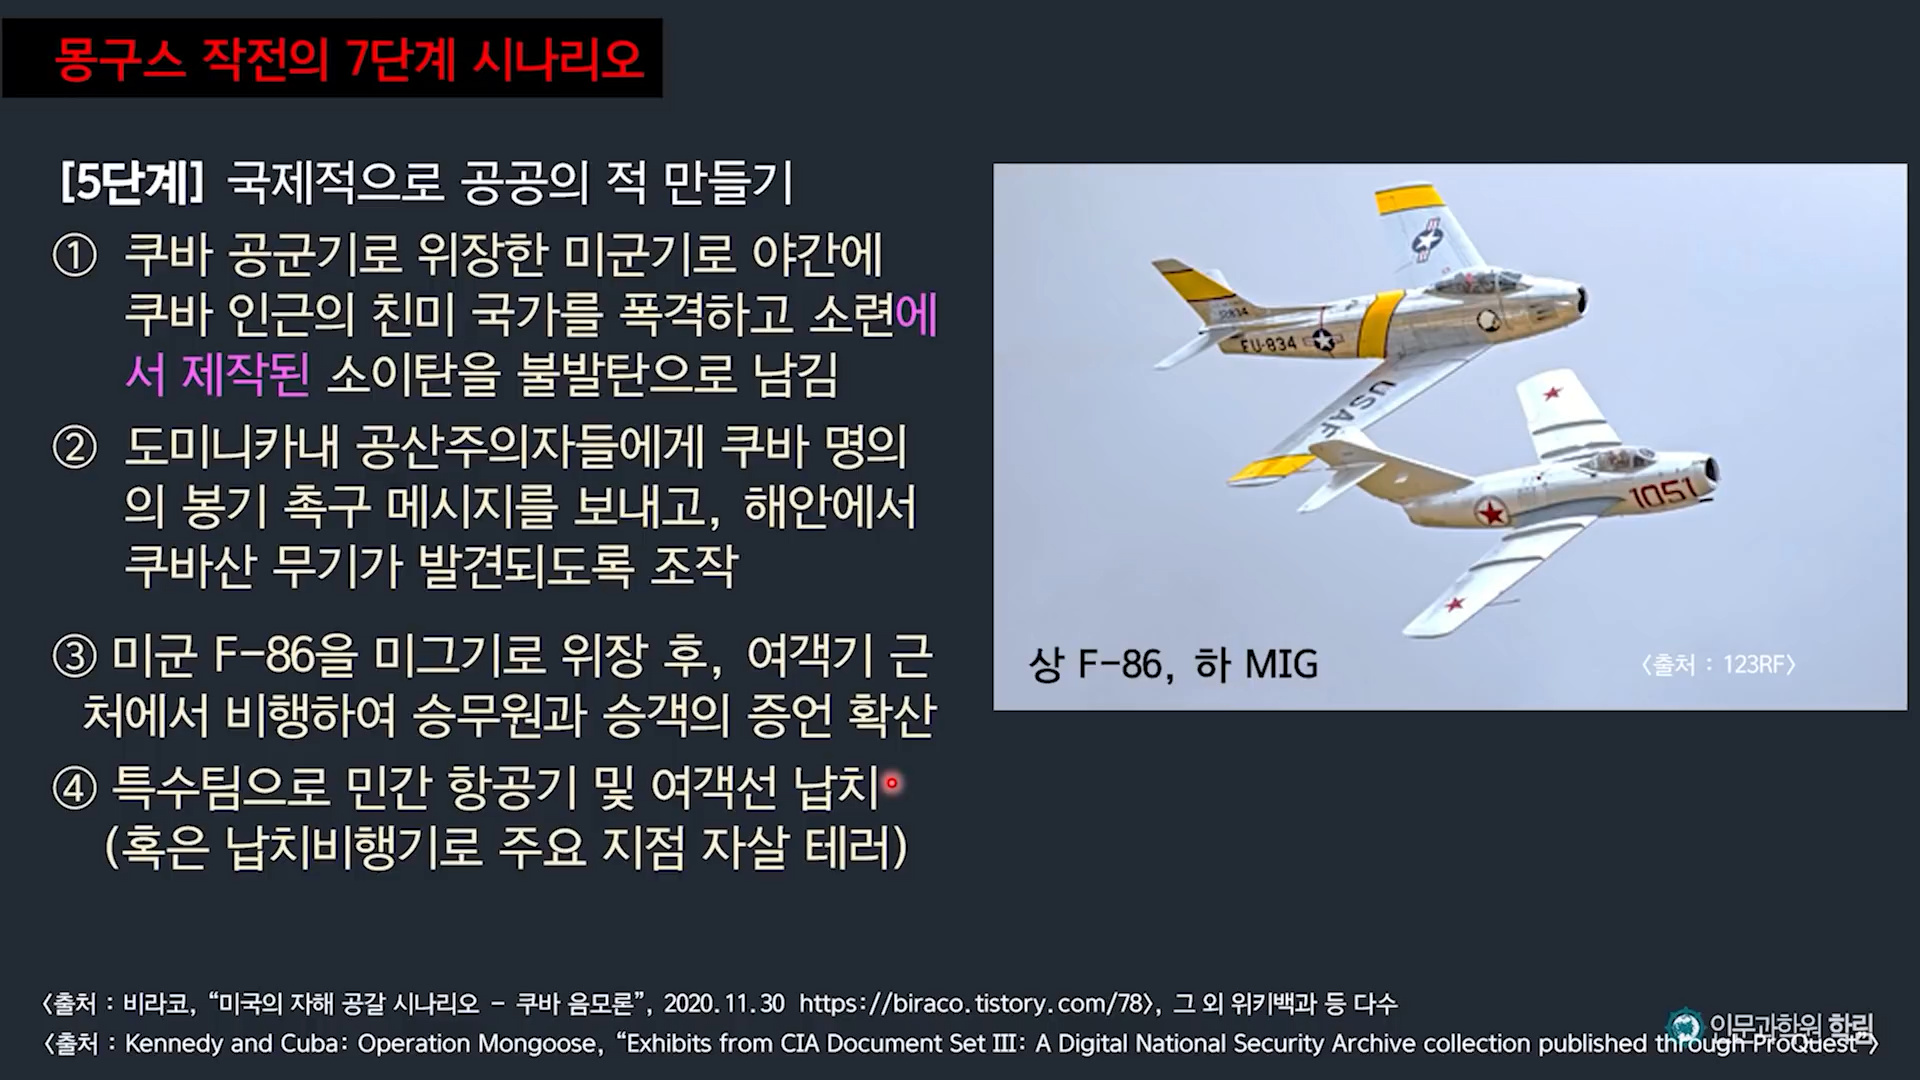 몽구스 작전의 7단계 시나리오
[5단계] 국제적으로 공공의 적 만들기
① 쿠바 공군기로 위장한 미군기로 야간에
쿠바 인근의 친미 국가를 폭격하고 소련에
서 제작된 소이탄을 불발탄으로 남김
② 도미니카내 공산주의자들에게 쿠바 명의
의 봉기 촉구 메시지를 보내고, 해안에서
쿠바산 무기가 발견되도록 조작
③ 미군 F-86을 미그기로 위장 후, 여객기 근
처에서 비행하여 승무원과 승객의 증언 확산
④ 특수팀으로 민간 항공기 및 여객선 납치
(혹은 납치비행기로 주요 지점 자살 테러)
FU-834
USAF
1051
상 F-86, 하 MIG
<출처 : 123RF>
<출처 : 비라코, “미국의 자해 공갈 시나리오 - 쿠바 음모론”, 2020.11.30 https://biraco.tistory.com/78>, 그 외 위키백과 등 다수
<출처 : Kennedy and Cuba: Operation Mongoose, “Exhibits from CIA Document Set III: A Digital National Security Archive collection published through ProQuest”>
인문과학원 학림